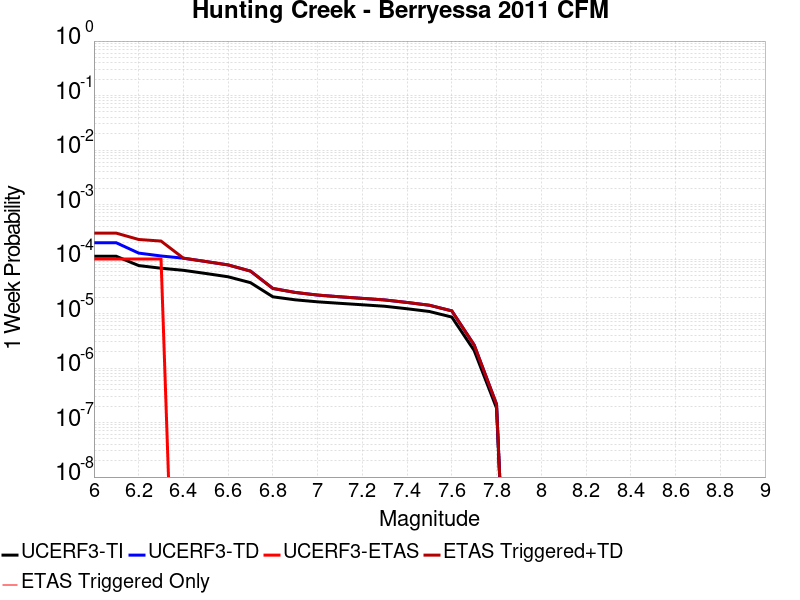 Hunting Creek - Berryessa 2011 CFM
10^0
10^-1
10^-2
10^-3
10^-4
10^-5
10^-6
10^-7
10^-8
1 Week Probability
6 6.2 6.4 6.6 6.8 7 7.2 7.4 7.6 7.8 8 8.2 8.4 8.6 8.8 9
Magnitude
UCERF3-TI UCERF3-TD UCERF3-ETAS ETAS Triggered+TD
ETAS Triggered Only